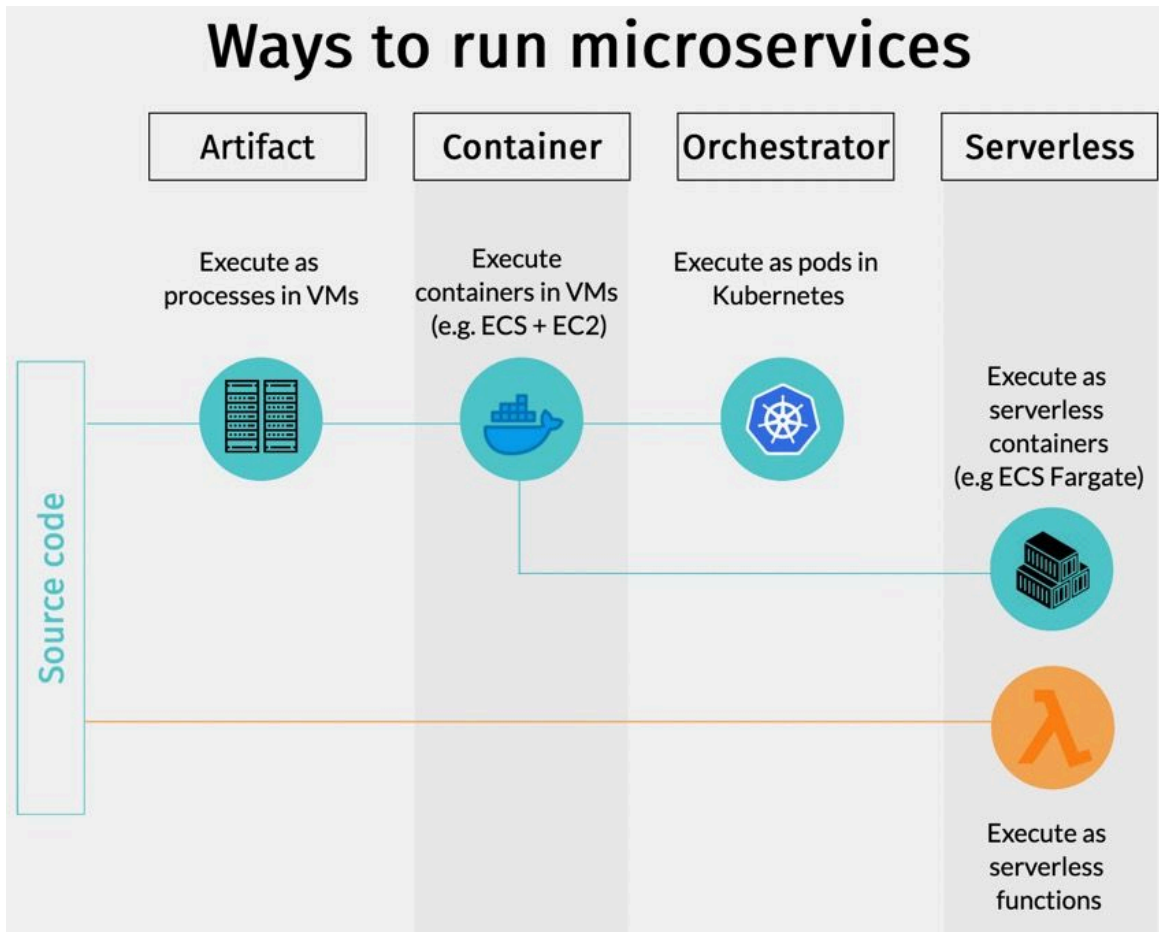 Ways to run microservices
Artifact
Container
Orchestrator
Serverless
Execute as
processes in VMs
Execute
containers in VMs
(e.g. ECS + EC2)
Execute as pods in
Kubernetes
Execute as
serverless
containers
(e.g ECS Fargate)
Source code
Execute as
serverless
functions